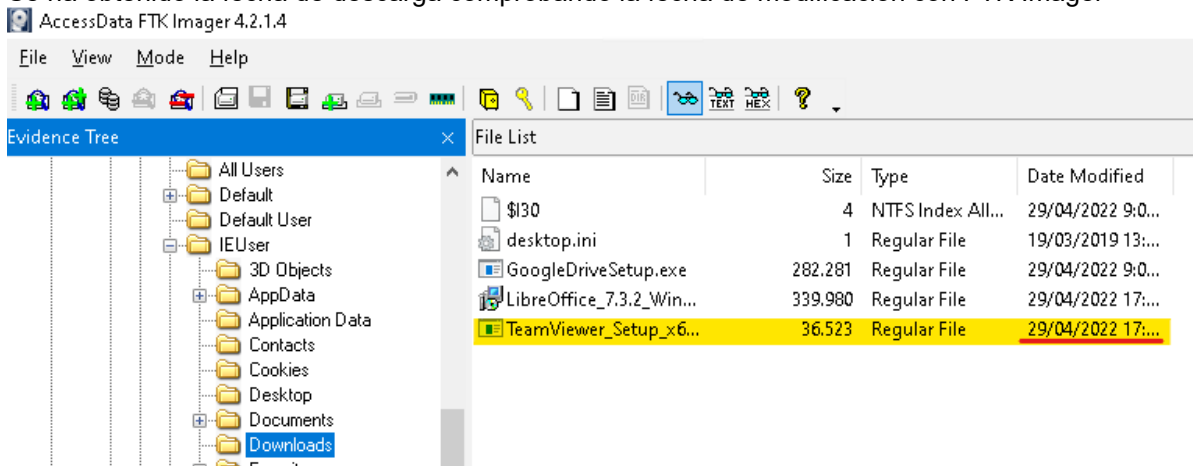 AccessData FTK Imager 4.2.1.4
File View Mode Help
TEXT HEX
Evidence Tree
File List
All Users
Default
Default User
IEUser
3D Objects
AppData
Application Data
Contacts
Cookies
Desktop
Documents
Downloads
Name Size Type Date Modified
$I30 4 NTFS Index All... 29/04/2022 9:0...
desktop.ini 1 Regular File 19/03/2019 13:...
GoogleDriveSetup.exe 282.281 Regular File 29/04/2022 9:0...
LibreOffice_7.3.2_Win... 339.980 Regular File 29/04/2022 17:...
TeamViewer_Setup_x6... 36.523 Regular File 29/04/2022 17:...